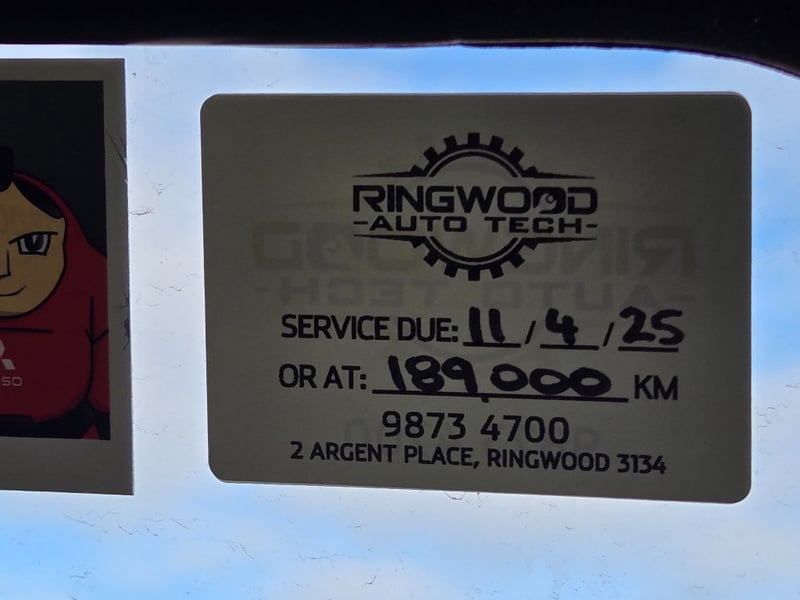 RINGWOOD
-AUTO TECH-
SERVICE DUE: 11 / 4 / 25
OR AT: 189,000 KM
9873 4700
2 ARGENT PLACE, RINGWOOD 3134
SO